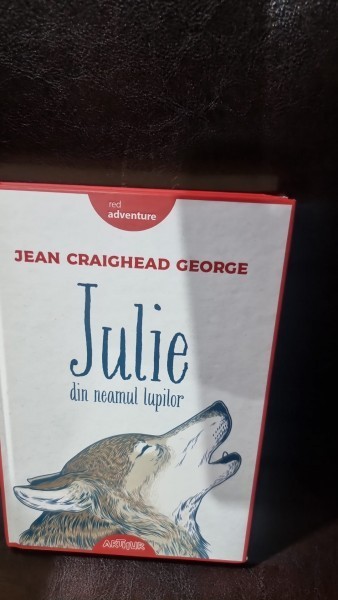 red
adventure
JEAN CRAIGHEAD GEORGE
Julie
din neamul lupilor
ARTHUR